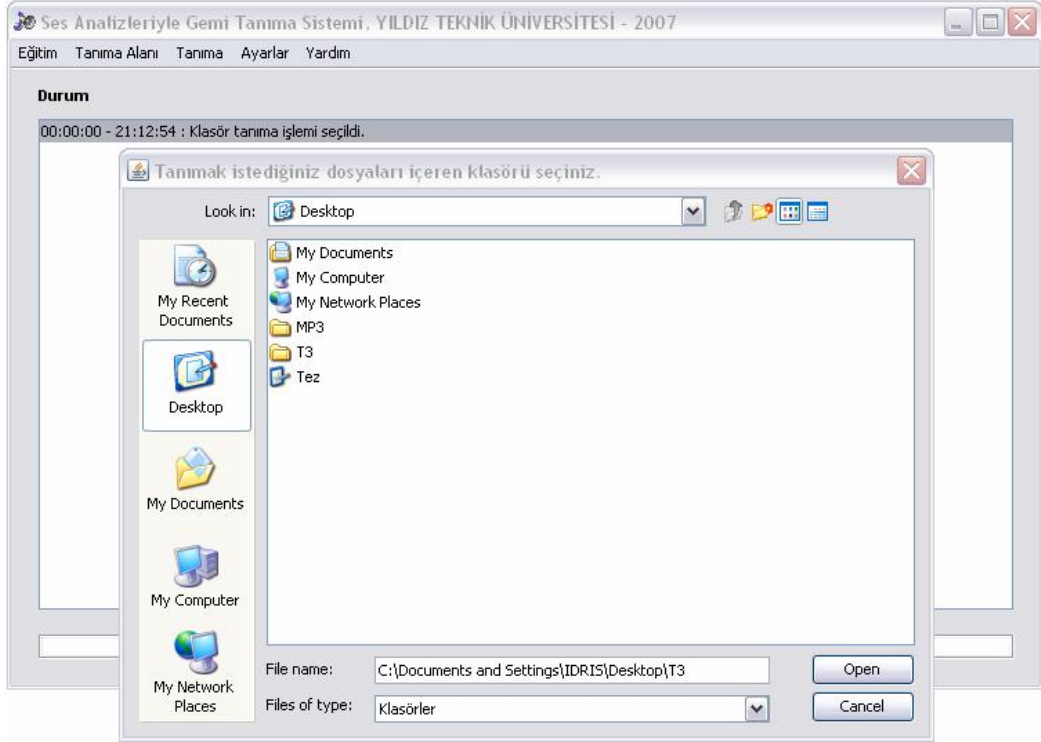 Ses Analizleriyle Gemi Tanıma Sistemi, YILDIZ TEKNİK ÜNİVERSİTESİ - 2007
Eğitim Tanıma Alanı Tanıma Ayarlar Yardım
Durum
00:00:00 - 21:12:54 : Klasör tanıma işlemi seçildi.
Tanımak istediğiniz dosyaları içeren klasörü seçiniz.
Look in: Desktop
My Recent
Documents
Desktop
My Documents
My Computer
My Network
Places
My Documents
My Computer
My Network Places
MP3
T3
Tez
File name: C:\Documents and Settings\IDRIS\Desktop\T3 Open
Files of type: Klasörler Cancel